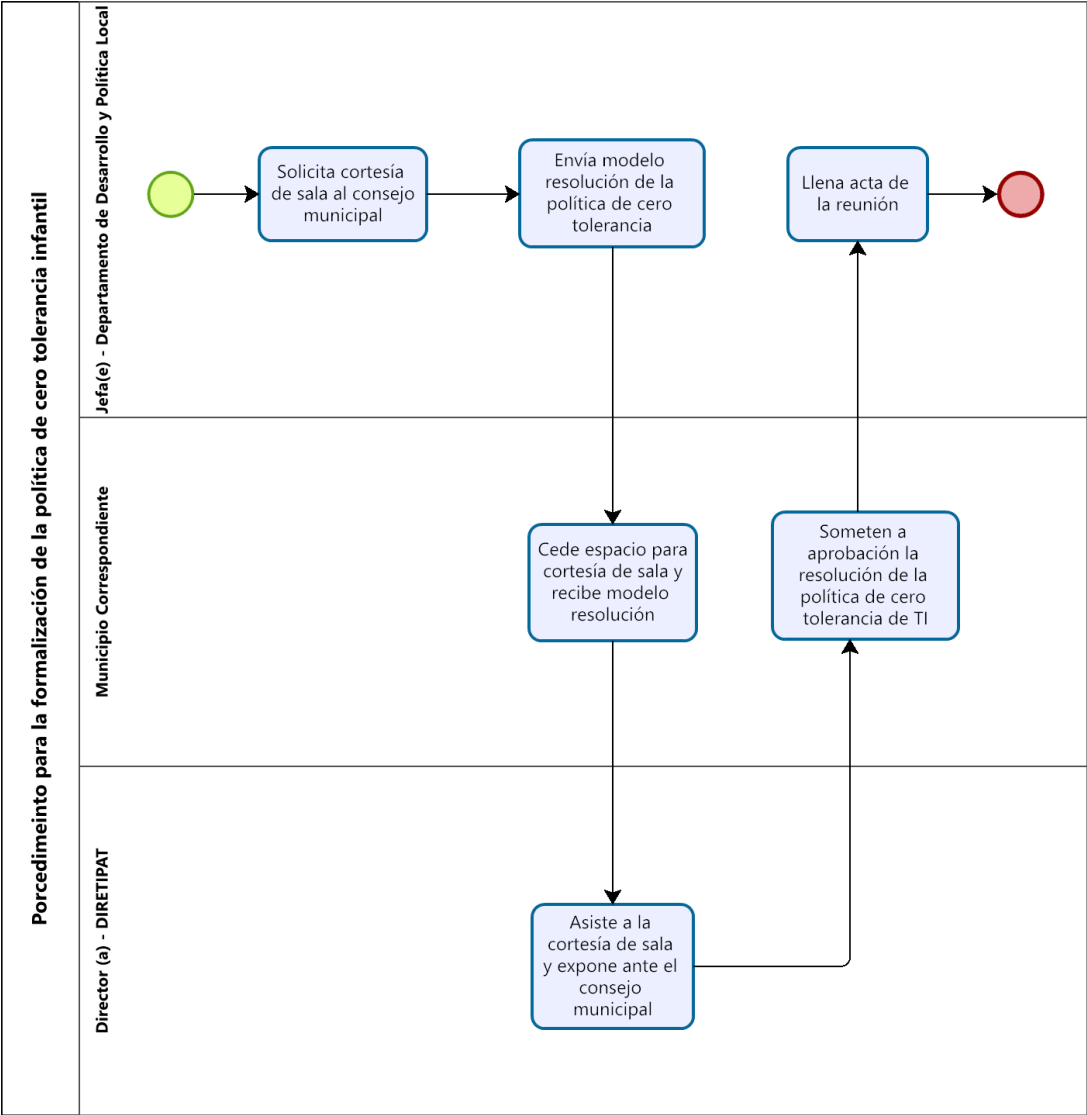 Porcedimeinto para la formalización de la política de cero tolerancia infantil
Jefa(e) - Departamento de Desarrollo y Política Local
Solicita cortesía
de sala al consejo
municipal
Envía modelo
resolución de la
política de cero
tolerancia
Llena acta de
la reunión
Municipio Correspondiente
Cede espacio para
cortesía de sala y
recibe modelo
resolución
Someten a
aprobación la
resolución de la
política de cero
tolerancia de TI
Director (a) - DIRETIPAT
Asiste a la
cortesía de sala
y expone ante el
consejo
municipal